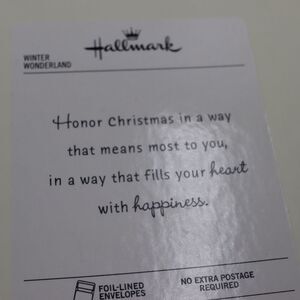 Hallmark
WINTER
WONDERLAND
Honor Christmas in a way
that means most to you,
in a way that fills your heart
with happiness.
FOIL-LINED
ENVELOPES
NO EXTRA POSTAGE
REQUIRED